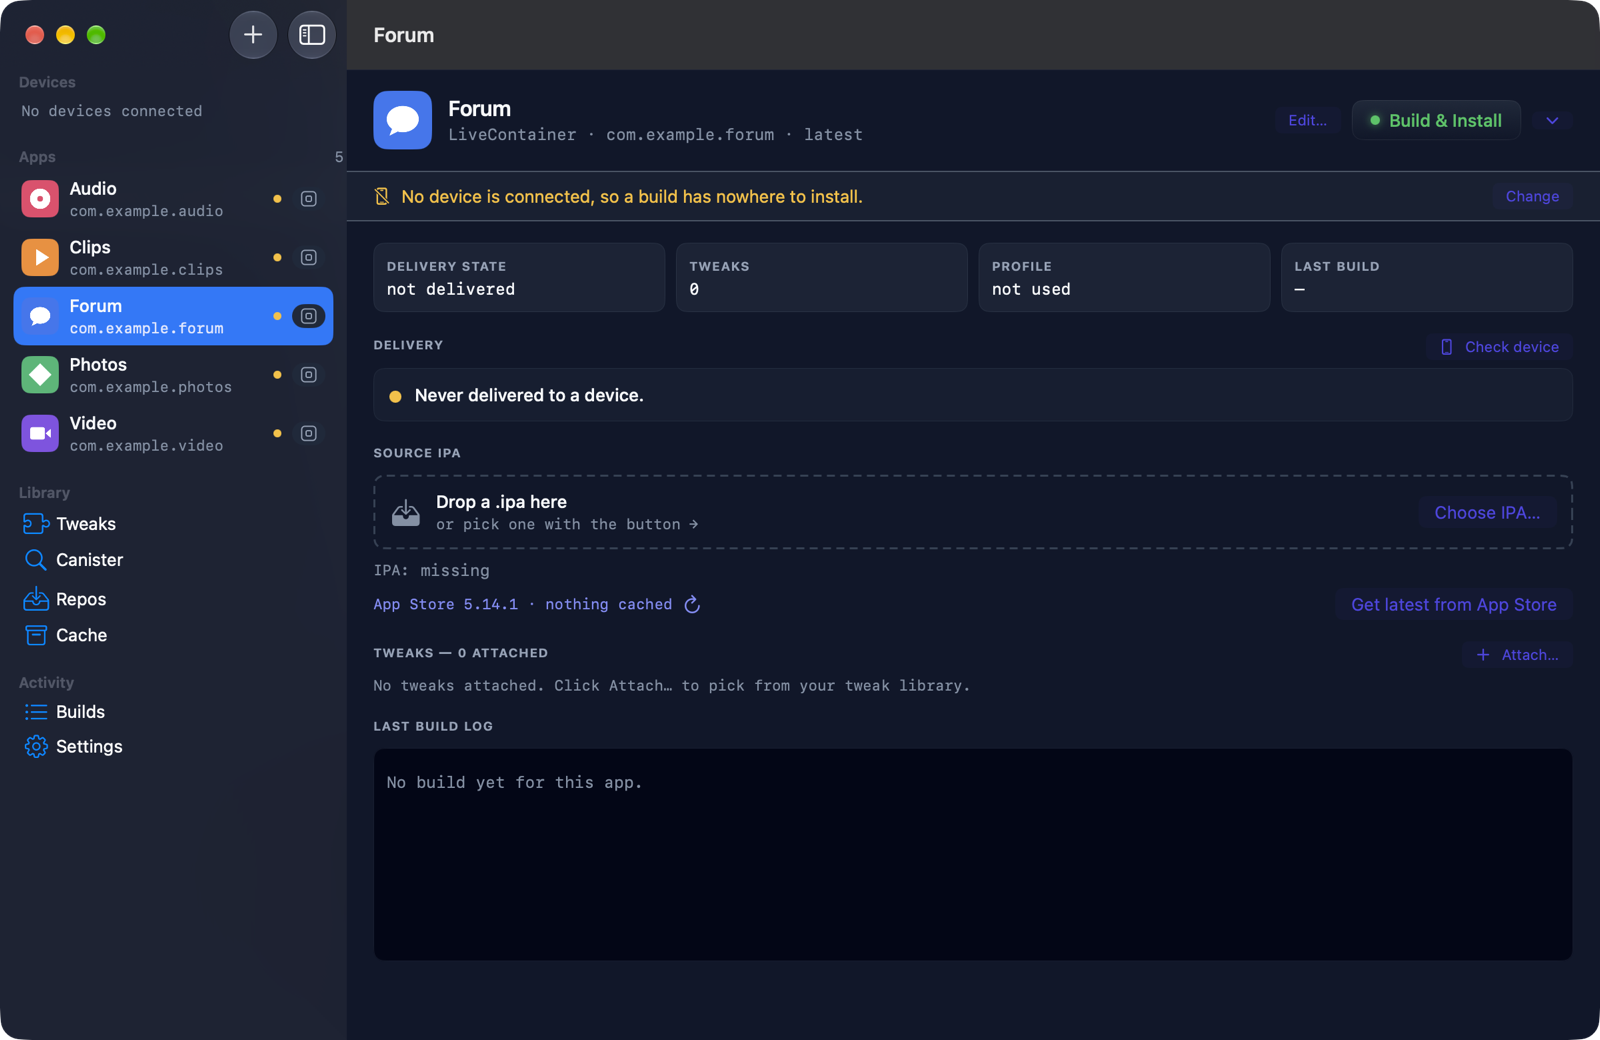 Forum
Devices
No devices connected
Apps 5
Audio
com.example.audio
Clips
com.example.clips
Forum
com.example.forum
Photos
com.example.photos
Video
com.example.video
Library
Tweaks
Canister
Repos
Cache
Activity
Builds
Settings
Forum
LiveContainer · com.example.forum · latest
Edit...
Build & Install
No device is connected, so a build has nowhere to install.
Change
DELIVERY STATE
not delivered
TWEAKS
0
PROFILE
not used
LAST BUILD
—
DELIVERY
Check device
Never delivered to a device.
SOURCE IPA
Drop a .ipa here
or pick one with the button →
Choose IPA...
IPA: missing
App Store 5.14.1 · nothing cached
Get latest from App Store
TWEAKS — 0 ATTACHED
+ Attach...
No tweaks attached. Click Attach… to pick from your tweak library.
LAST BUILD LOG
No build yet for this app.